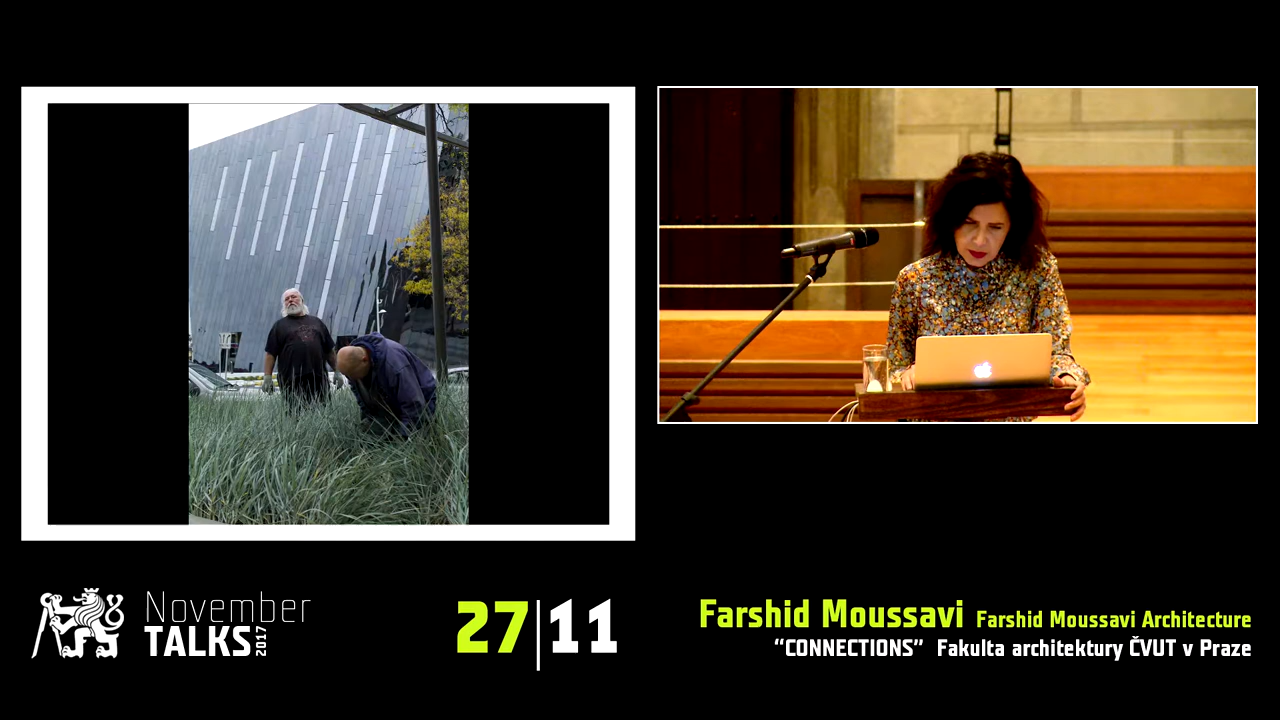 November
TALKS 2017
27|11
Farshid Moussavi Farshid Moussavi Architecture
“CONNECTIONS” Fakulta architektury ČVUT v Praze